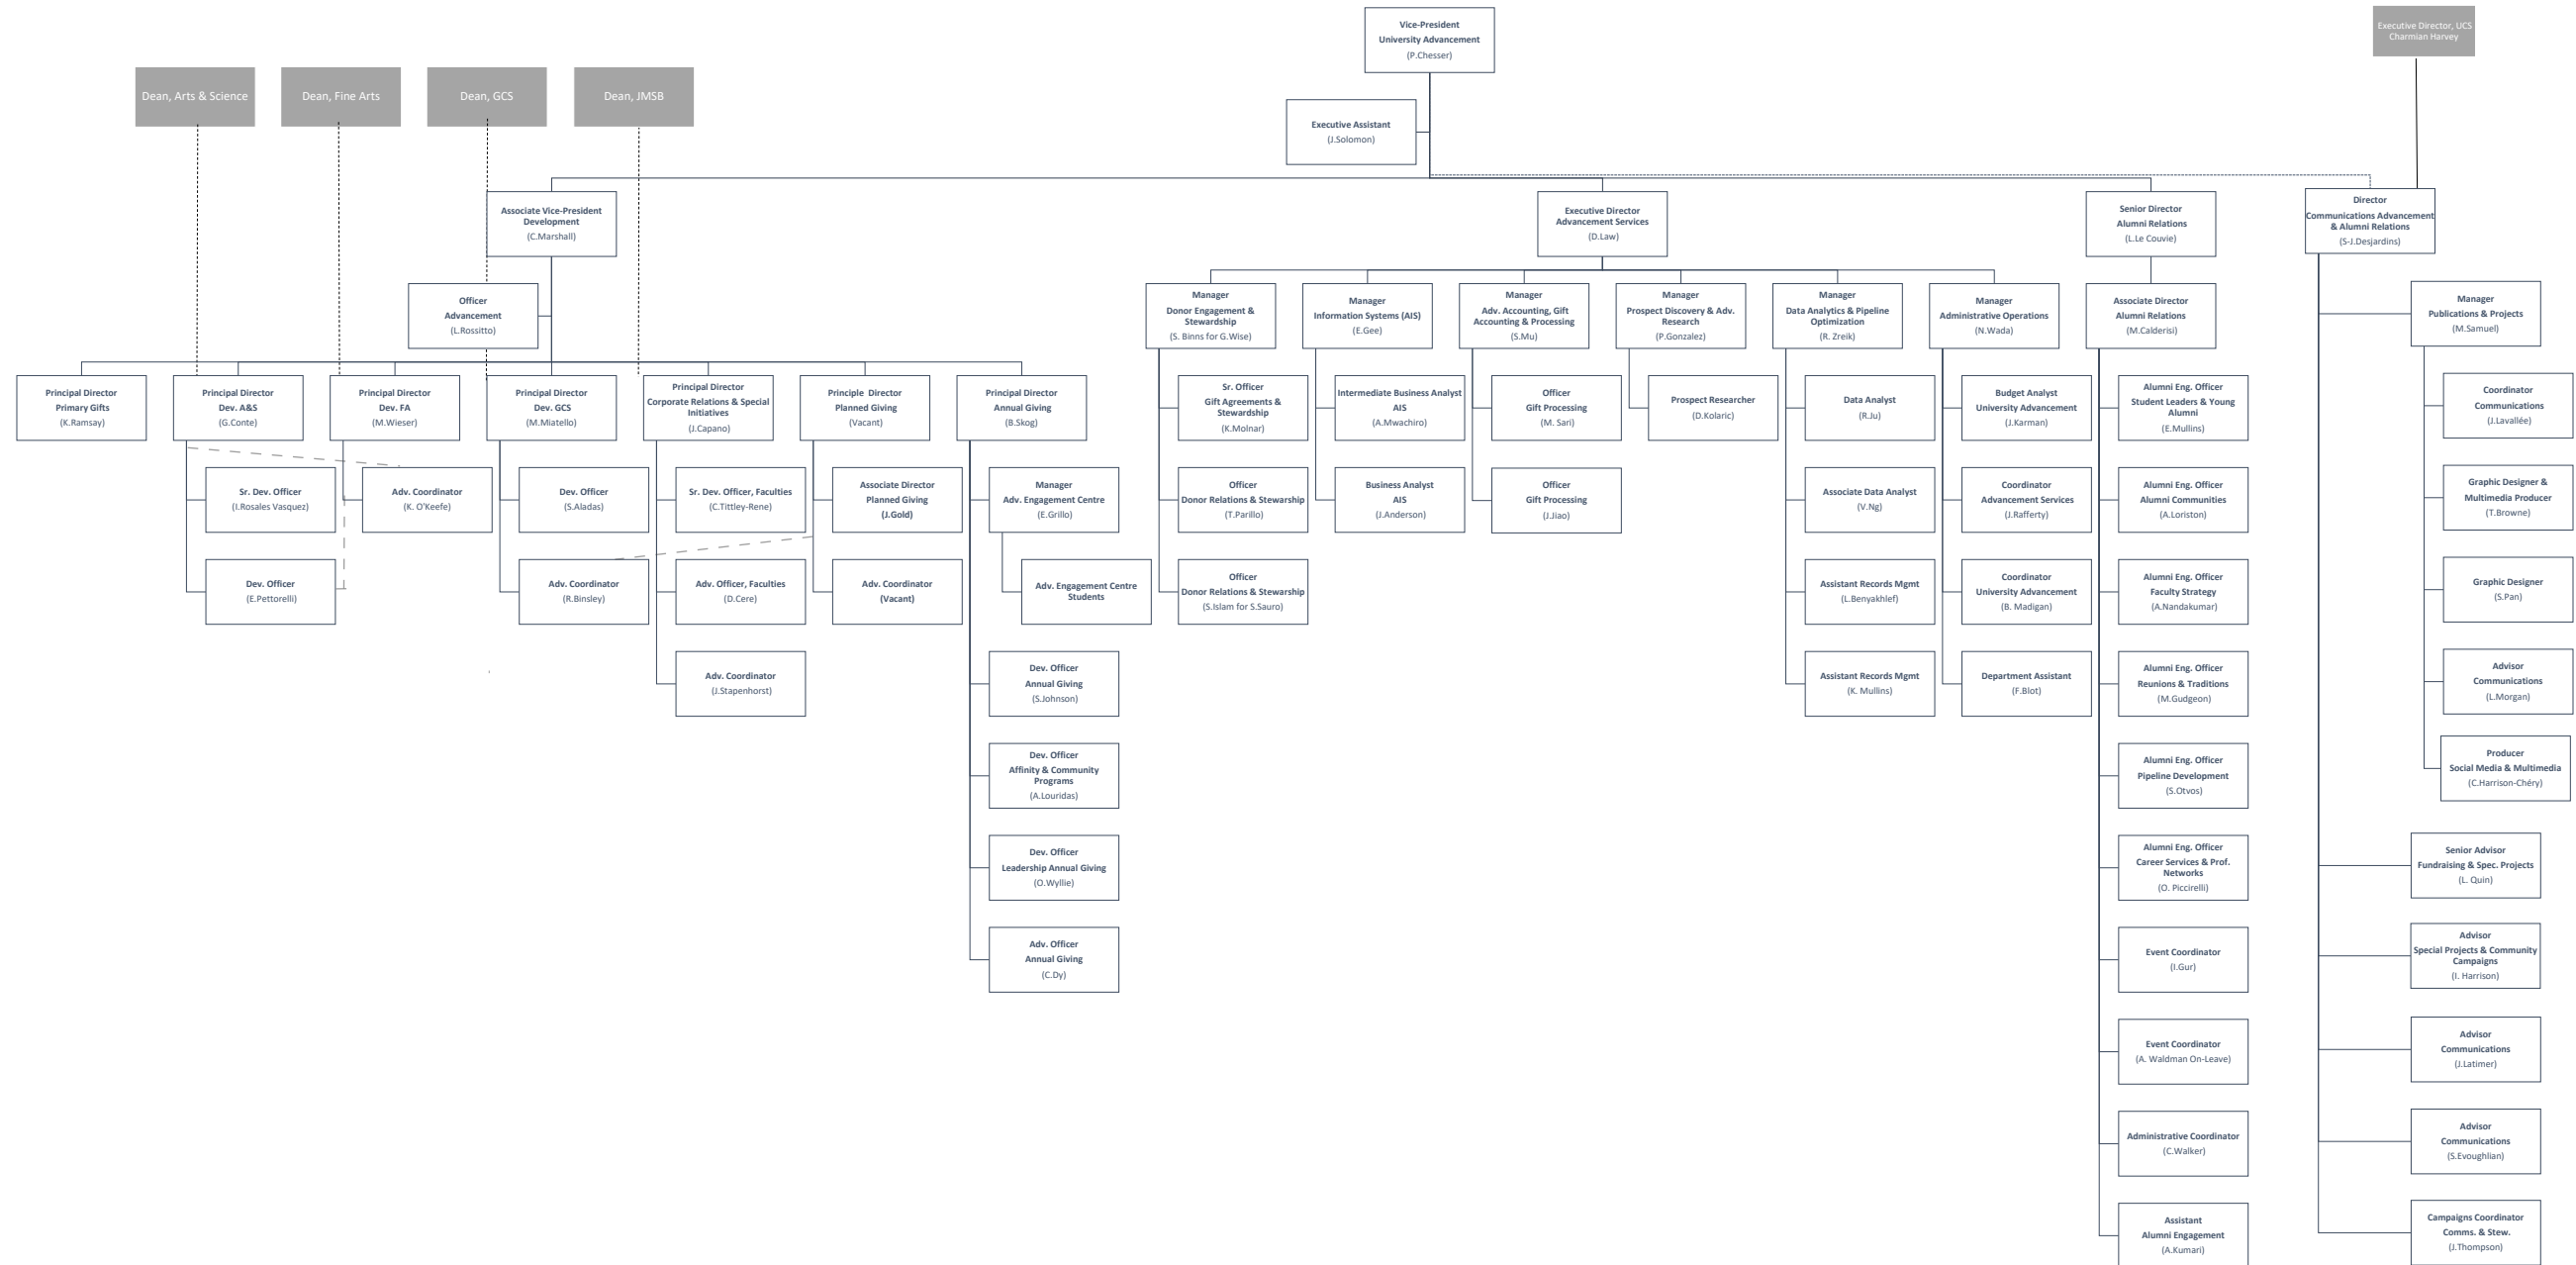 Vice-President
University Advancement
(P.Chesser)
Executive Director, UCS
Charmian Harvey
Dean, Arts & Science
Dean, Fine Arts
Dean, GCS
Dean, JMSB
Executive Assistant
(J.Solomon)
Associate Vice-President
Development
(C.Marshall)
Executive Director
Advancement Services
(D.Law)
Senior Director
Alumni Relations
(L.Le Couvie)
Director
Communications Advancement
& Alumni Relations
(S-J.Desjardins)
Officer
Advancement
(L.Rossitto)
Manager
Donor Engagement &
Stewardship
(S. Binns for G.Wise)
Manager
Information Systems (AIS)
(E.Gee)
Manager
Adv. Accounting, Gift
Accounting & Processing
(S.Mu)
Manager
Prospect Discovery & Adv.
Research
(P.Gonzalez)
Manager
Data Analytics & Pipeline
Optimization
(R. Zreik)
Manager
Administrative Operations
(N.Wada)
Associate Director
Alumni Relations
(M.Calderisi)
Manager
Publications & Projects
(M.Samuel)
Principal Director
Primary Gifts
(K.Ramsay)
Principal Director
Dev. A&S
(G.Conte)
Principal Director
Dev. FA
(M.Wieser)
Principal Director
Dev. GCS
(M.Miatello)
Principal Director
Corporate Relations & Special
Initiatives
(J.Capano)
Principle Director
Planned Giving
(Vacant)
Principal Director
Annual Giving
(B.Skog)
Sr. Officer
Gift Agreements &
Stewardship
(K.Molnar)
Intermediate Business Analyst
AIS
(A.Mwachiro)
Officer
Gift Processing
(M. Sari)
Prospect Researcher
(D.Kolaric)
Data Analyst
(R.Ju)
Budget Analyst
University Advancement
(J.Karman)
Alumni Eng. Officer
Student Leaders & Young
Alumni
(E.Mullins)
Coordinator
Communications
(J.Lavallée)
Sr. Dev. Officer
(I.Rosales Vasquez)
Adv. Coordinator
(K. O'Keefe)
Dev. Officer
(S.Aladas)
Sr. Dev. Officer, Faculties
(C.Tittley-Rene)
Associate Director
Planned Giving
(J.Gold)
Manager
Adv. Engagement Centre
(E.Grillo)
Officer
Donor Relations & Stewarship
(T.Parillo)
Business Analyst
AIS
(J.Anderson)
Officer
Gift Processing
(J.Jiao)
Associate Data Analyst
(V.Ng)
Coordinator
Advancement Services
(J.Rafferty)
Alumni Eng. Officer
Alumni Communities
(A.Loriston)
Graphic Designer &
Multimedia Producer
(T.Browne)
Dev. Officer
(E.Pettorelli)
Adv. Coordinator
(R.Binsley)
Adv. Officer, Faculties
(D.Cere)
Adv. Coordinator
(Vacant)
Adv. Engagement Centre
Students
Officer
Donor Relations & Stewarship
(S.Islam for S.Sauro)
Assistant Records Mgmt
(L.Benyakhlef)
Coordinator
University Advancement
(B. Madigan)
Alumni Eng. Officer
Faculty Strategy
(A.Nandakumar)
Graphic Designer
(S.Pan)
Adv. Coordinator
(J.Stapenhorst)
Dev. Officer
Annual Giving
(S.Johnson)
Assistant Records Mgmt
(K. Mullins)
Department Assistant
(F.Blot)
Alumni Eng. Officer
Reunions & Traditions
(M.Gudgeon)
Advisor
Communications
(L.Morgan)
Dev. Officer
Affinity & Community
Programs
(A.Louridas)
Alumni Eng. Officer
Pipeline Development
(S.Otvos)
Producer
Social Media & Multimedia
(C.Harrison-Chéry)
Dev. Officer
Leadership Annual Giving
(O.Wyllie)
Alumni Eng. Officer
Career Services & Prof.
Networks
(O. Piccirelli)
Senior Advisor
Fundraising & Spec. Projects
(L. Quin)
Adv. Officer
Annual Giving
(C.Dy)
Event Coordinator
(I.Gur)
Advisor
Special Projects & Community
Campaigns
(I. Harrison)
Event Coordinator
(A. Waldman On-Leave)
Advisor
Communications
(J.Latimer)
Administrative Coordinator
(C.Walker)
Advisor
Communications
(S.Evoughlian)
Assistant
Alumni Engagement
(A.Kumari)
Campaigns Coordinator
Comms. & Stew.
(J.Thompson)